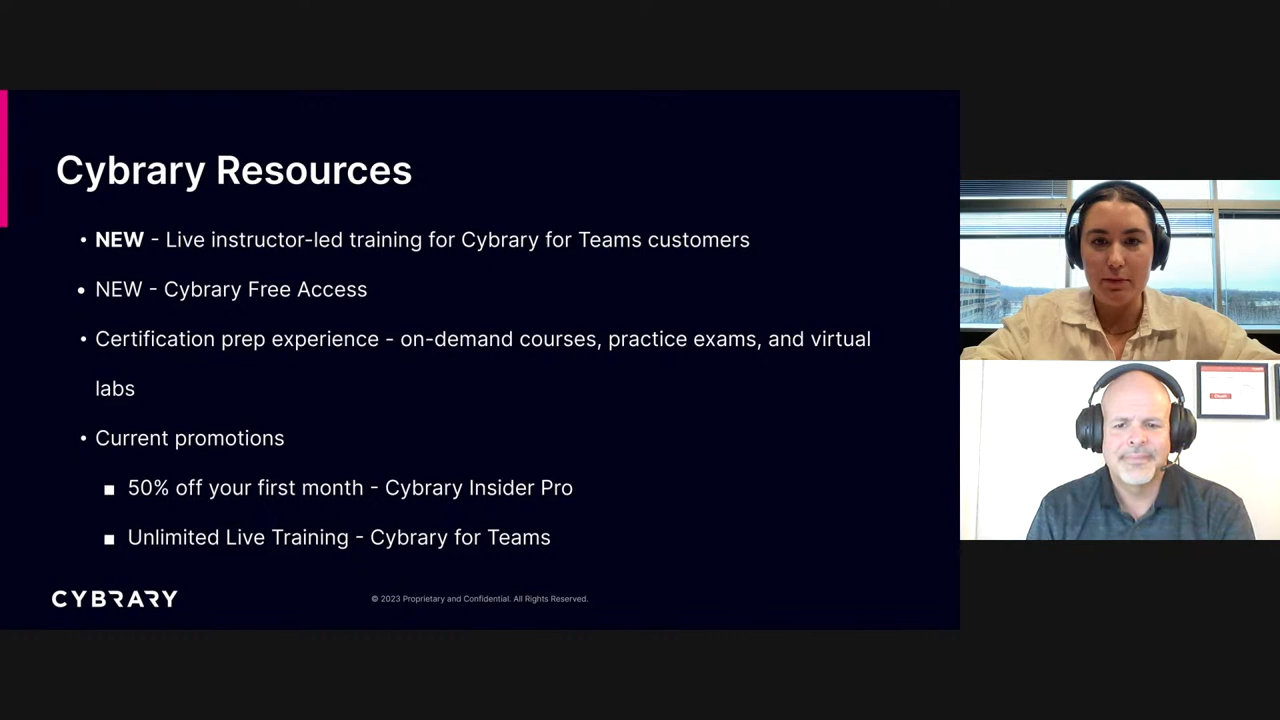 Cybrary Resources
• NEW - Live instructor-led training for Cybrary for Teams customers
• NEW - Cybrary Free Access
• Certification prep experience - on-demand courses, practice exams, and virtual
labs
• Current promotions
■ 50% off your first month - Cybrary Insider Pro
■ Unlimited Live Training - Cybrary for Teams
CYBRARY
© 2023 Proprietary and Confidential. All Rights Reserved.